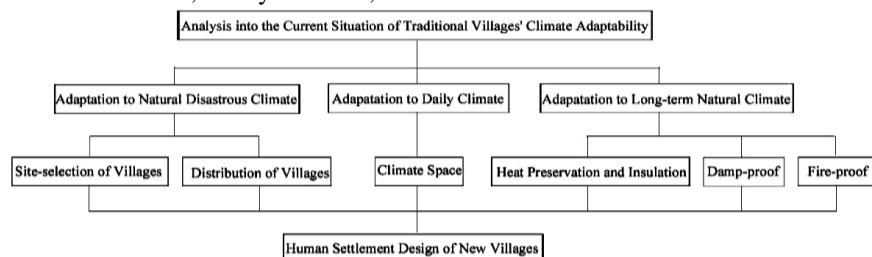 Analysis into the Current Situation of Traditional Villages' Climate Adaptability
Adaptation to Natural Disastrous Climate
Adapatation to Daily Climate
Adapatation to Long-term Natural Climate
Site-selection of Villages
Distribution of Villages
Climate Space
Heat Preservation and Insulation
Damp-proof
Fire-proof
Human Settlement Design of New Villages